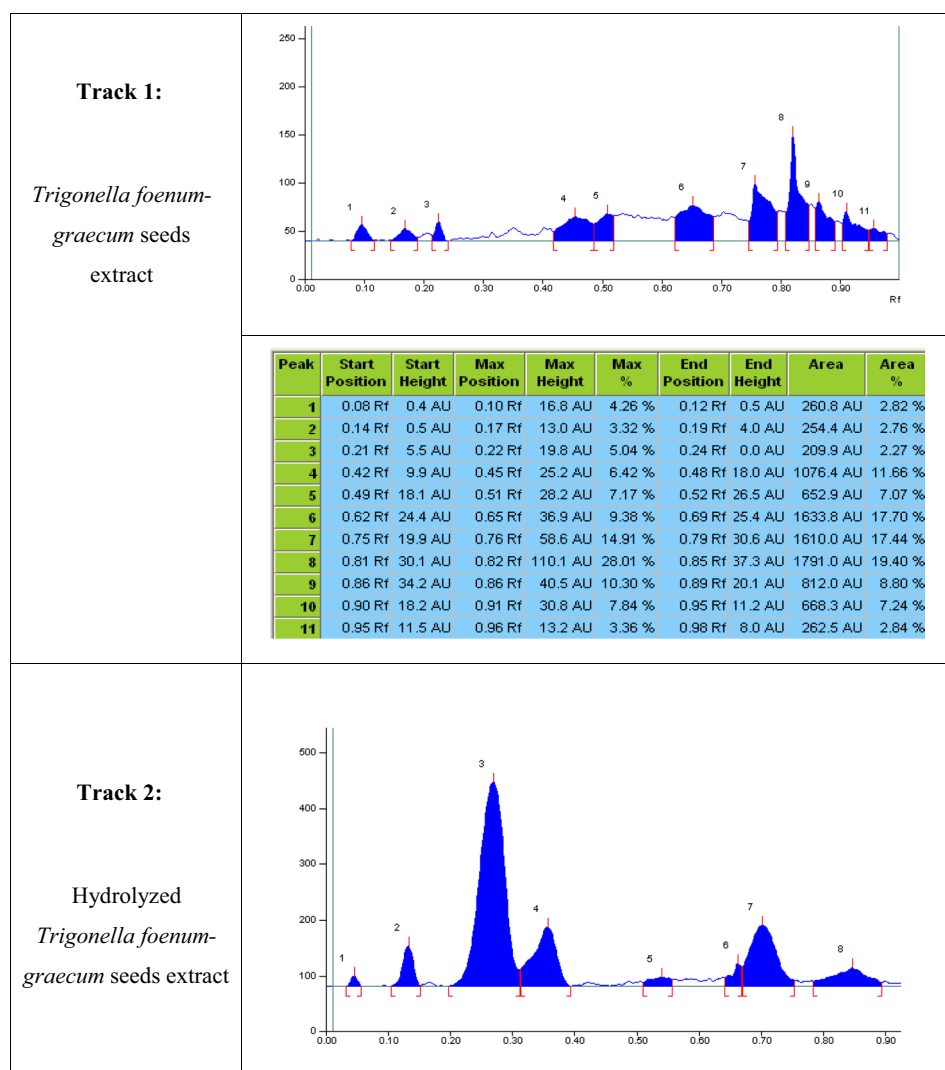 Track 1:
Trigonella foenum-
graecum seeds
extract
250
200
150
100
50
0
1
2
3
4
5
6
7
8
9
10
11
0.00 0.10 0.20 0.30 0.40 0.50 0.60 0.70 0.80 0.90
Rf
Peak Start Position Start Height Max Position Max Height Max % End Position End Height Area Area %
1 0.08 Rf 0.4 AU 0.10 Rf 16.8 AU 4.26 % 0.12 Rf 0.5 AU 260.8 AU 2.82 %
2 0.14 Rf 0.5 AU 0.17 Rf 13.0 AU 3.32 % 0.19 Rf 4.0 AU 254.4 AU 2.76 %
3 0.21 Rf 5.5 AU 0.22 Rf 19.8 AU 5.04 % 0.24 Rf 0.0 AU 209.9 AU 2.27 %
4 0.42 Rf 9.9 AU 0.45 Rf 25.2 AU 6.42 % 0.48 Rf 18.0 AU 1076.4 AU 11.66 %
5 0.49 Rf 18.1 AU 0.51 Rf 28.2 AU 7.17 % 0.52 Rf 26.5 AU 652.9 AU 7.07 %
6 0.62 Rf 24.4 AU 0.65 Rf 36.9 AU 9.38 % 0.69 Rf 25.4 AU 1633.8 AU 17.70 %
7 0.75 Rf 19.9 AU 0.76 Rf 58.6 AU 14.91 % 0.79 Rf 30.6 AU 1610.0 AU 17.44 %
8 0.81 Rf 30.1 AU 0.82 Rf 110.1 AU 28.01 % 0.85 Rf 37.3 AU 1791.0 AU 19.40 %
9 0.86 Rf 34.2 AU 0.86 Rf 40.5 AU 10.30 % 0.89 Rf 20.1 AU 812.0 AU 8.80 %
10 0.90 Rf 18.2 AU 0.91 Rf 30.8 AU 7.84 % 0.95 Rf 11.2 AU 668.3 AU 7.24 %
11 0.95 Rf 11.5 AU 0.96 Rf 13.2 AU 3.36 % 0.98 Rf 8.0 AU 262.5 AU 2.84 %
Track 2:
Hydrolyzed
Trigonella foenum-
graecum seeds extract
500
400
300
200
100
0
1
2
3
4
5
6
7
8
0.00 0.10 0.20 0.30 0.40 0.50 0.60 0.70 0.80 0.90